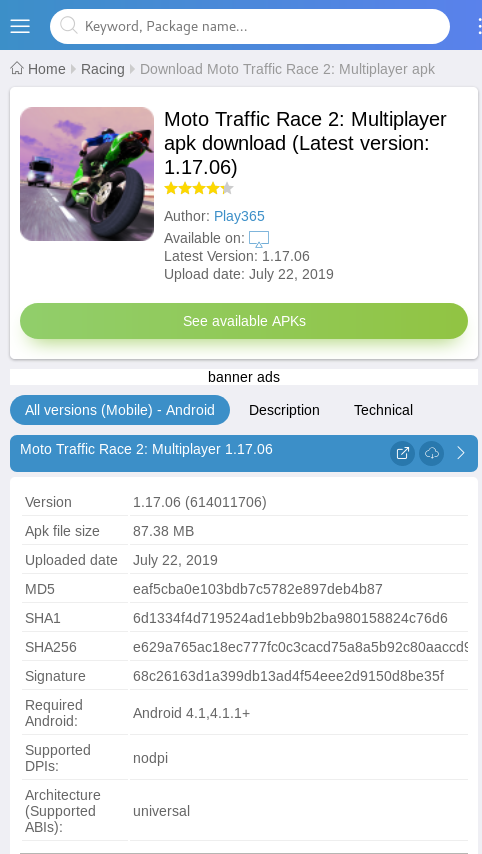 Keyword, Package name...
Home Racing Download Moto Traffic Race 2: Multiplayer apk
Moto Traffic Race 2: Multiplayer
apk download (Latest version:
1.17.06)
Author: Play365
Available on:
Latest Version: 1.17.06
Upload date: July 22, 2019
See available APKs
banner ads
All versions (Mobile) - Android Description Technical
Moto Traffic Race 2: Multiplayer 1.17.06
Version 1.17.06 (614011706)
Apk file size 87.38 MB
Uploaded date July 22, 2019
MD5 eaf5cba0e103bdb7c5782e897deb4b87
SHA1 6d1334f4d719524ad1ebb9b2ba980158824c76d6
SHA256 e629a765ac18ec777fc0c3cacd75a8a5b92c80aaccd9
Signature 68c26163d1a399db13ad4f54eee2d9150d8be35f
Required
Android: Android 4.1,4.1.1+
Supported
DPIs: nodpi
Architecture
(Supported universal
ABIs):